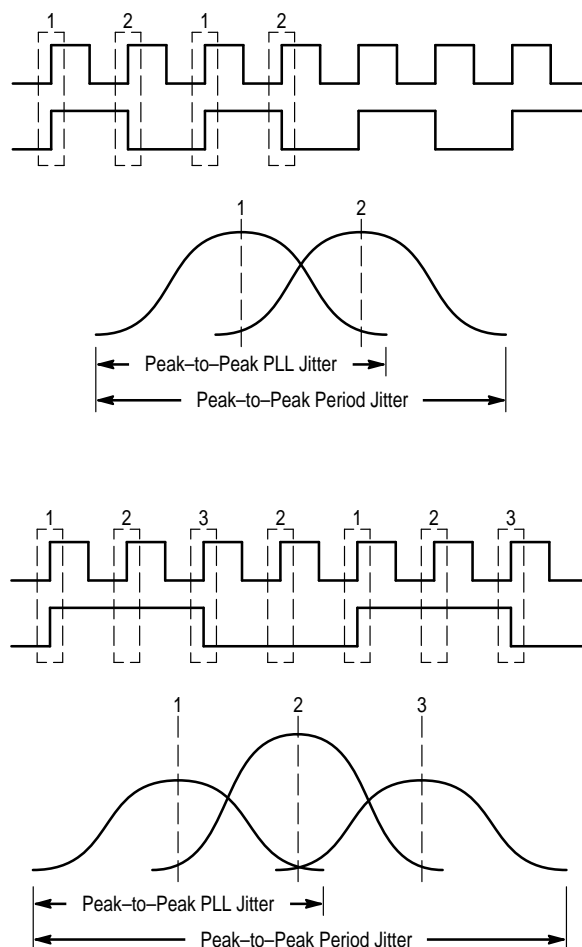 1 2 1 2
1 2
Peak–to–Peak PLL Jitter
Peak–to–Peak Period Jitter
1 2 3 2 1 2 3
1 2 3
Peak–to–Peak PLL Jitter
Peak–to–Peak Period Jitter